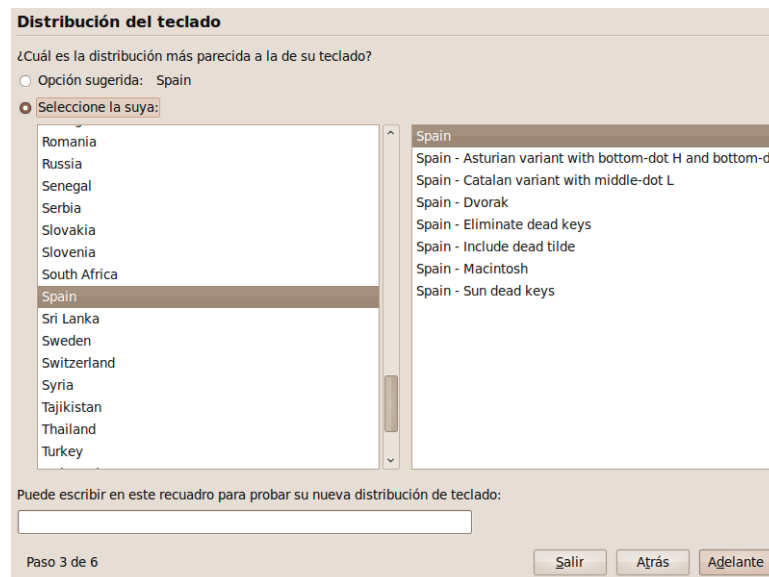 Distribución del teclado
¿Cuál es la distribución más parecida a la de su teclado?
Opción sugerida: Spain
Seleccione la suya:
Romania
Russia
Senegal
Serbia
Slovakia
Slovenia
South Africa
Spain
Sri Lanka
Sweden
Switzerland
Syria
Tajikistan
Thailand
Turkey
Spain
Spain - Asturian variant with bottom-dot H and bottom-d
Spain - Catalan variant with middle-dot L
Spain - Dvorak
Spain - Eliminate dead keys
Spain - Include dead tilde
Spain - Macintosh
Spain - Sun dead keys
Puede escribir en este recuadro para probar su nueva distribución de teclado:
Paso 3 de 6
Salir
Atrás
Adelante